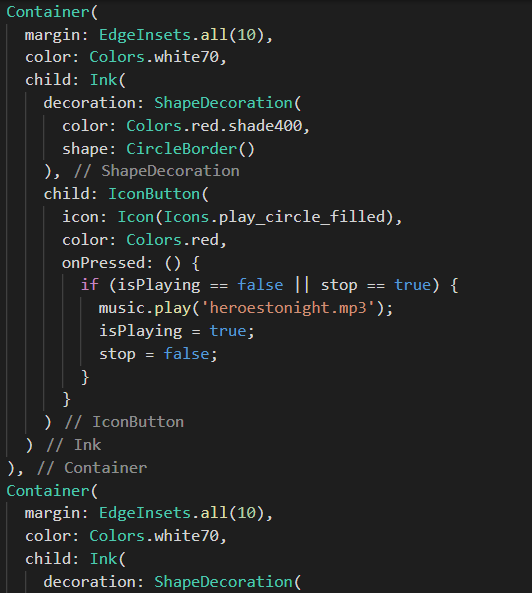 Container(
  margin: EdgeInsets.all(10),
  color: Colors.white70,
  child: Ink(
    decoration: ShapeDecoration(
      color: Colors.red.shade400,
      shape: CircleBorder()
    ), // ShapeDecoration
    child: IconButton(
      icon: Icon(Icons.play_circle_filled),
      color: Colors.red,
      onPressed: () {
        if (isPlaying == false || stop == true) {
          music.play('heroestonight.mp3');
          isPlaying = true;
          stop = false;
        }
      }
    ) // IconButton
  ) // Ink
), // Container
Container(
  margin: EdgeInsets.all(10),
  color: Colors.white70,
  child: Ink(
    decoration: ShapeDecoration(